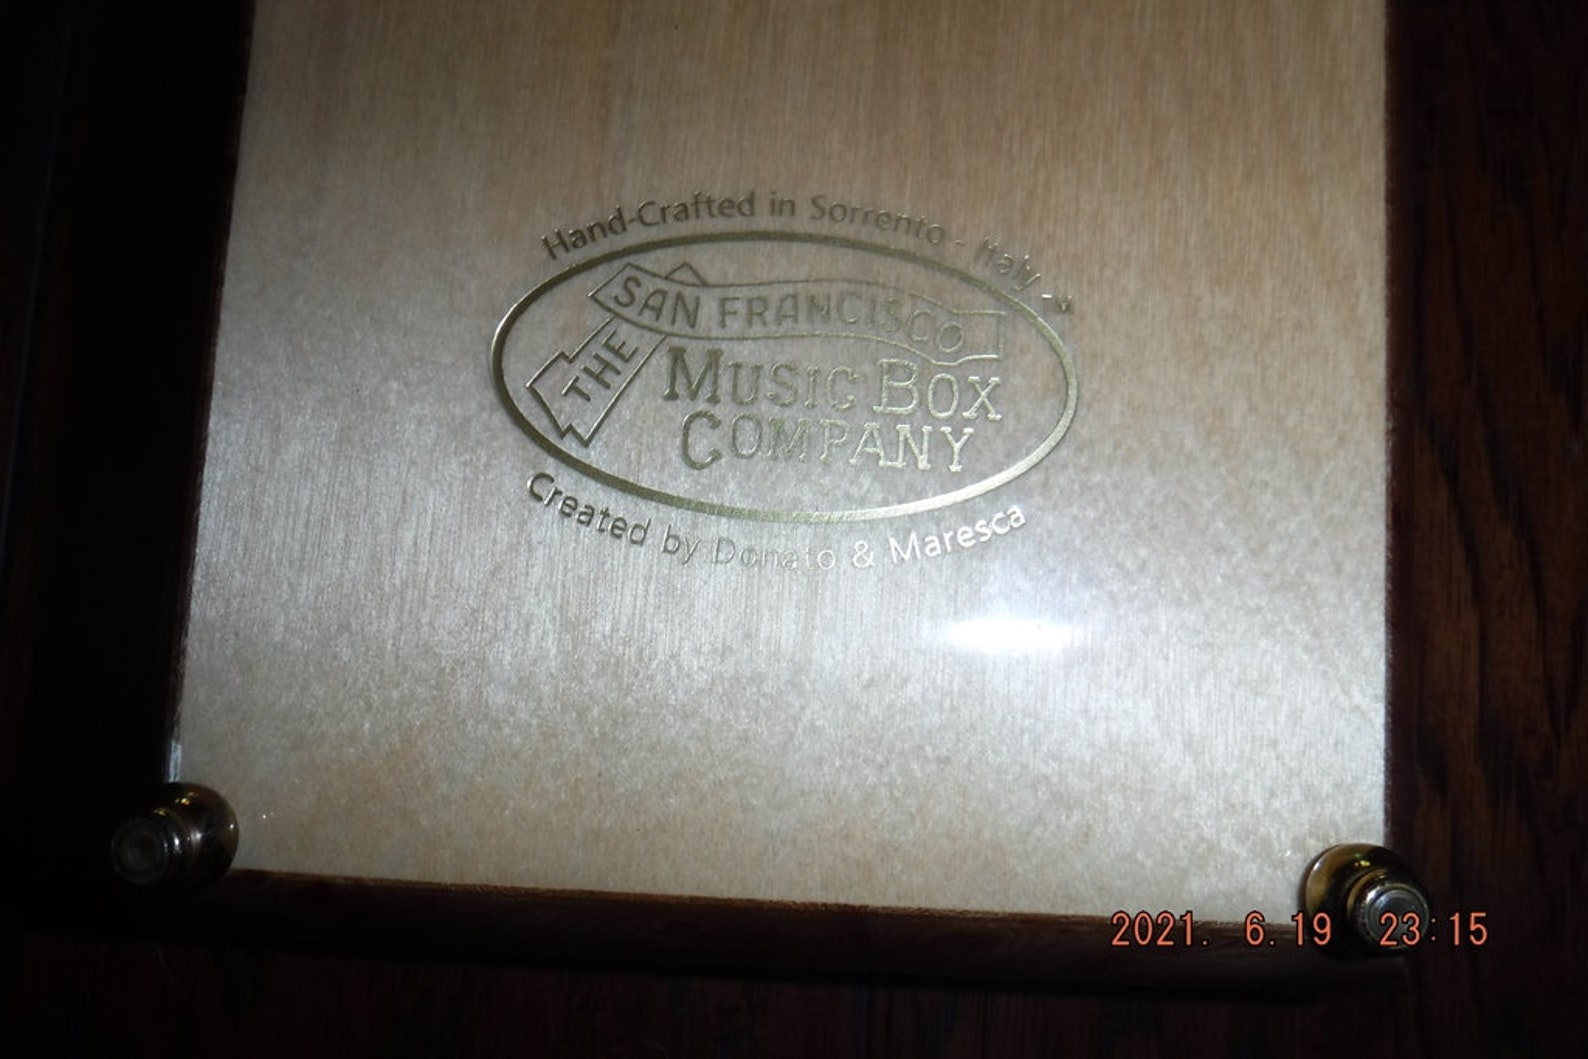 Hand-Crafted in Sorrento - Italy ™
THE SAN FRANCISCO
MUSIC BOX
COMPANY
Created by Donato & Maresca
2021. 6.19 23:15